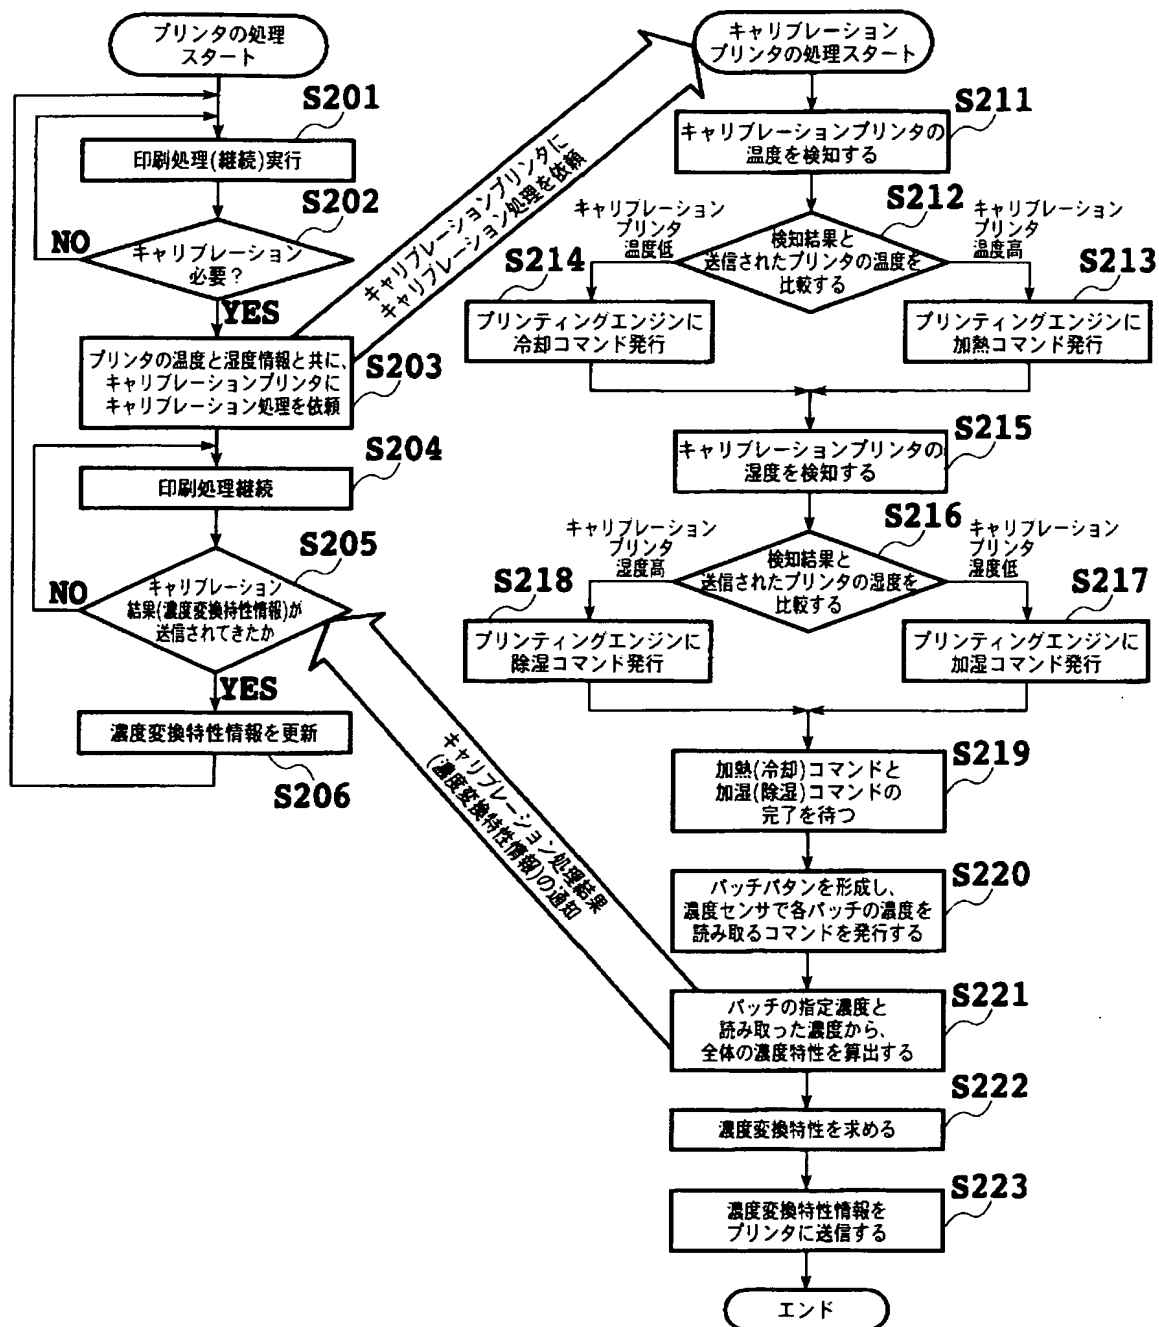 プリンタの処理
スタート
S201
印刷処理(継続)実行
S202
NO
キャリブレーション
必要?
YES
プリンタの温度と湿度情報と共に、
キャリブレーションプリンタに
キャリブレーション処理を依頼
S203
S204
印刷処理継続
S205
NO
キャリブレーション
結果(濃度変換特性情報)が
送信されてきたか
YES
濃度変換特性情報を更新
S206
キャリブレーションプリンタに
キャリブレーション処理を依頼
キャリブレーション処理結果
(濃度変換特性情報)の通知
キャリブレーション
プリンタの処理スタート
S211
キャリブレーションプリンタの
温度を検知する
S212
キャリブレーション
プリンタ
温度低
検知結果と
送信されたプリンタの温度を
比較する
キャリブレーション
プリンタ
温度高
S214
プリンティングエンジンに
冷却コマンド発行
S213
プリンティングエンジンに
加熱コマンド発行
S215
キャリブレーションプリンタの
湿度を検知する
S216
キャリブレーション
プリンタ
湿度高
検知結果と
送信されたプリンタの湿度を
比較する
キャリブレーション
プリンタ
湿度低
S218
プリンティングエンジンに
除湿コマンド発行
S217
プリンティングエンジンに
加湿コマンド発行
S219
加熱(冷却)コマンドと
加湿(除湿)コマンドの
完了を待つ
S220
パッチパタンを形成し、
濃度センサで各パッチの濃度を
読み取るコマンドを発行する
S221
パッチの指定濃度と
読み取った濃度から、
全体の濃度特性を算出する
S222
濃度変換特性を求める
S223
濃度変換特性情報を
プリンタに送信する
エンド